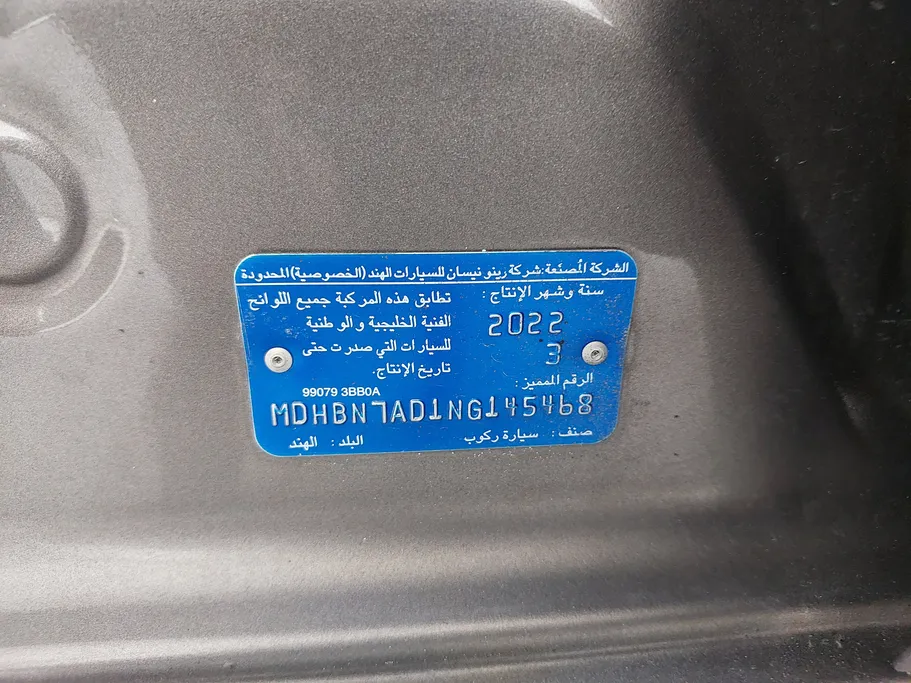 الشركة المُصنّعة: شركة رينو نيسان للسيارات الهند (الخصوصية) المحدودة
سنة وشهر الإنتاج :
2022
3
تطابق هذه المركبة جميع اللوائح
الفنية الخليجية و الوطنية
للسيارات التي صدرت حتى
تاريخ الإنتاج.
الرقم المميز :
99079 3BB0A
MDHBN7AD1NG145468
صنف : سيارة ركوب البلد : الهند